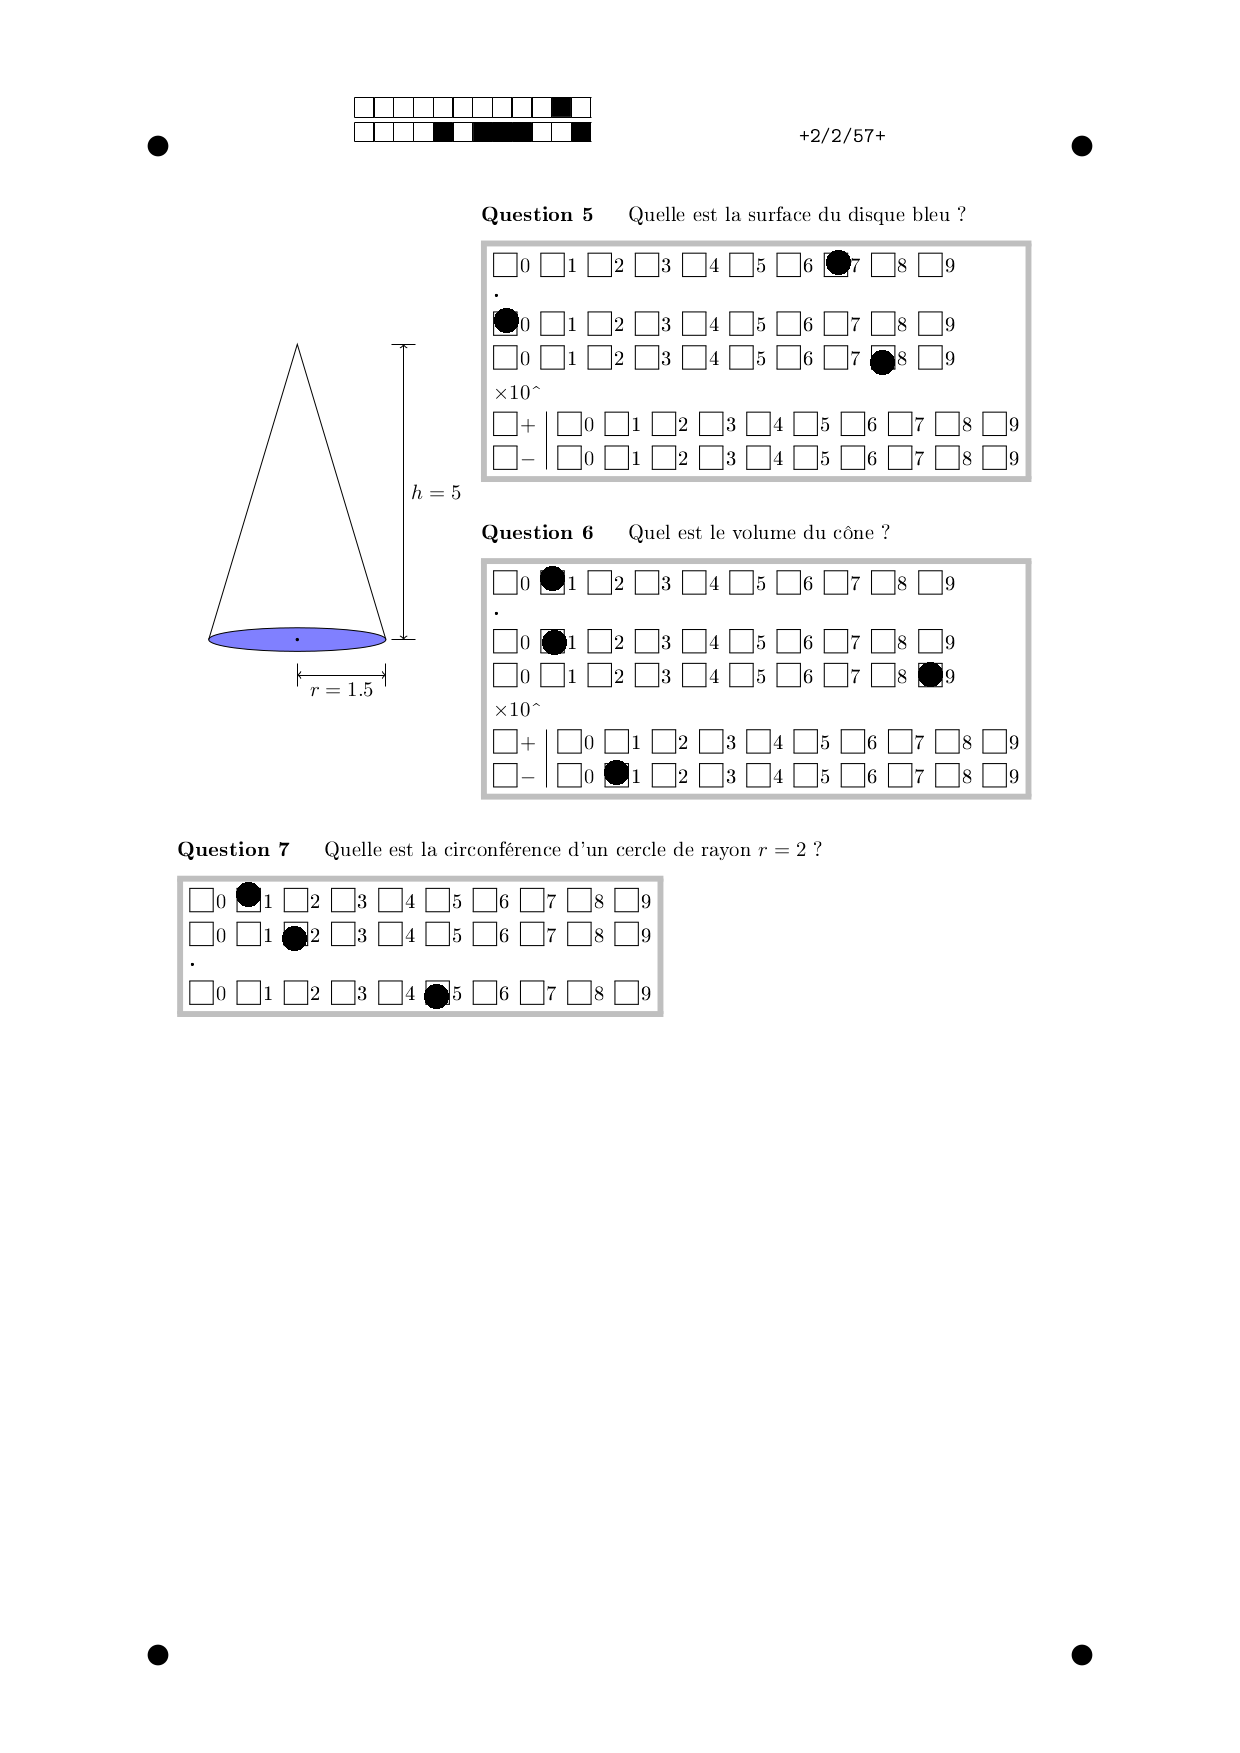 +2/2/57+
Question 5 Quelle est la surface du disque bleu ?
0 1 2 3 4 5 6 7 8 9
.
0 1 2 3 4 5 6 7 8 9
0 1 2 3 4 5 6 7 8 9
×10^
+ 0 1 2 3 4 5 6 7 8 9
− 0 1 2 3 4 5 6 7 8 9
h = 5
r = 1.5
Question 6 Quel est le volume du cône ?
0 1 2 3 4 5 6 7 8 9
.
0 1 2 3 4 5 6 7 8 9
0 1 2 3 4 5 6 7 8 9
×10^
+ 0 1 2 3 4 5 6 7 8 9
− 0 1 2 3 4 5 6 7 8 9
Question 7 Quelle est la circonférence d'un cercle de rayon r = 2 ?
0 1 2 3 4 5 6 7 8 9
0 1 2 3 4 5 6 7 8 9
.
0 1 2 3 4 5 6 7 8 9